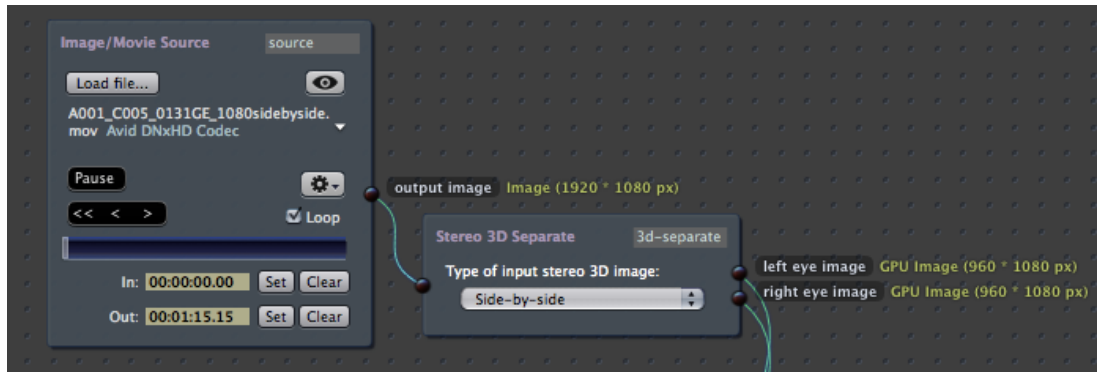 Image/Movie Source source
Load file...
A001_C005_0131GE_1080sidebyside.
mov Avid DNxHD Codec
Pause
<< < >
Loop
In: 00:00:00.00 Set Clear
Out: 00:01:15.15 Set Clear
output image Image (1920 * 1080 px)
Stereo 3D Separate 3d-separate
Type of input stereo 3D image:
Side-by-side
left eye image GPU Image (960 * 1080 px)
right eye image GPU Image (960 * 1080 px)